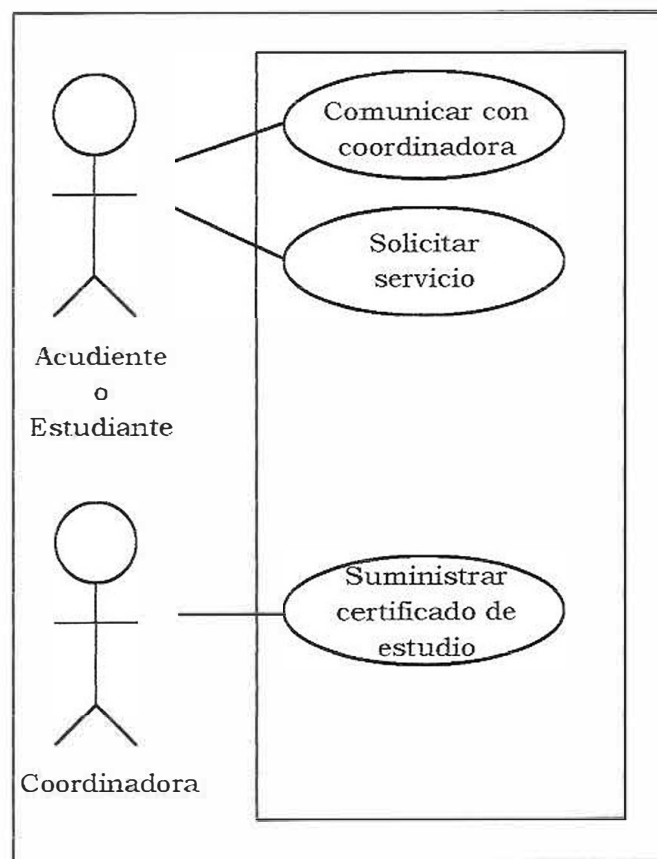 Comunicar con
coordinadora
Solicitar
servicio
Acudiente
o
Estudiante
Suministrar
certificado de
estudio
Coordinadora